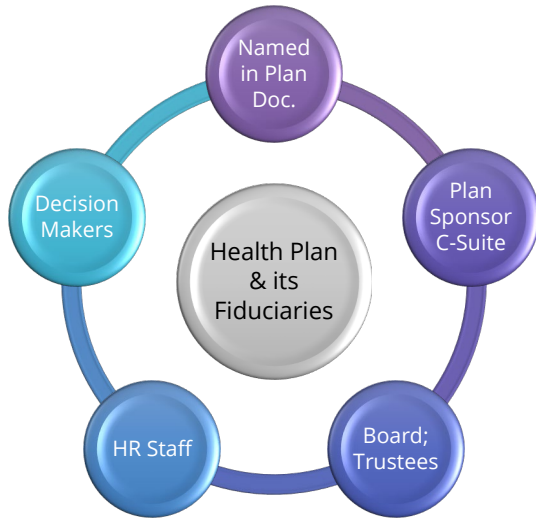 Named
in Plan
Doc.
Plan
Sponsor
C-Suite
Board;
Trustees
HR Staff
Decision
Makers
Health Plan
& its
Fiduciaries